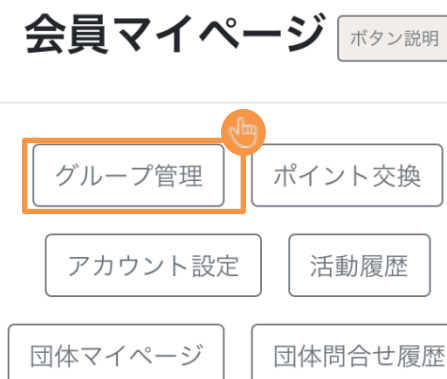 会員マイページ ボタン説明
グループ管理 ポイント交換
アカウント設定 活動履歴
団体マイページ 団体問合せ履歴